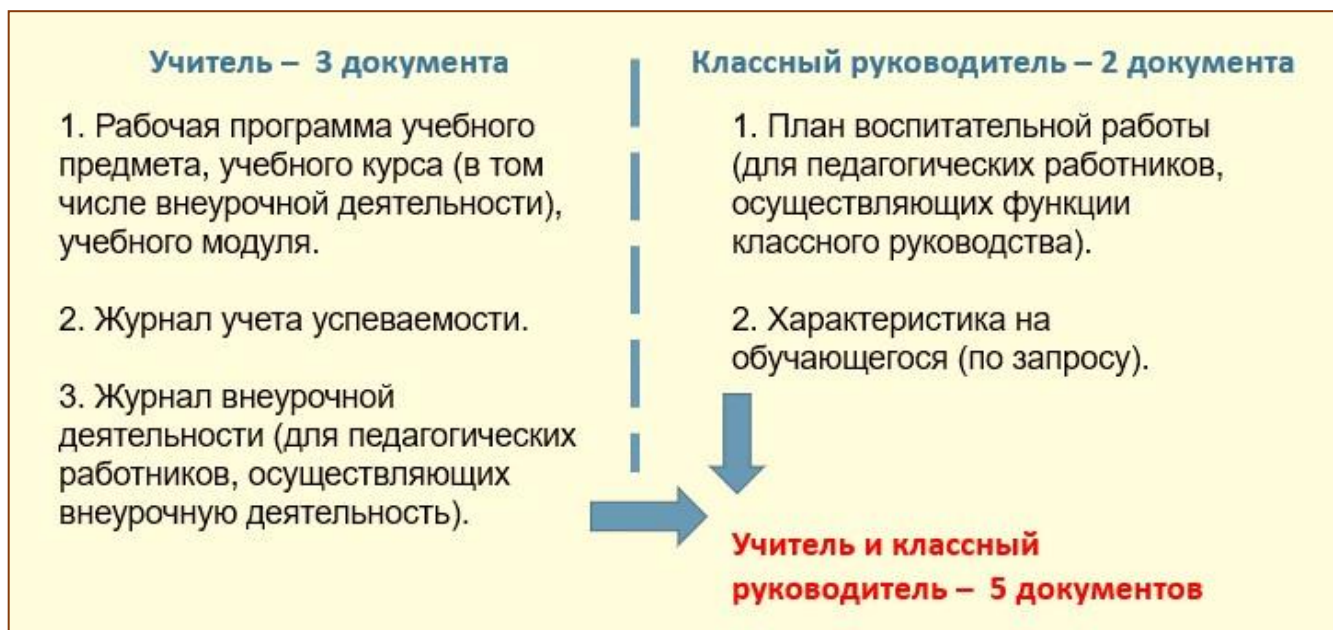 Учитель – 3 документа
1. Рабочая программа учебного
предмета, учебного курса (в том
числе внеурочной деятельности),
учебного модуля.
2. Журнал учета успеваемости.
3. Журнал внеурочной
деятельности (для педагогических
работников, осуществляющих
внеурочную деятельность).
Классный руководитель – 2 документа
1. План воспитательной работы
(для педагогических работников,
осуществляющих функции
классного руководства).
2. Характеристика на
обучающегося (по запросу).
Учитель и классный
руководитель – 5 документов